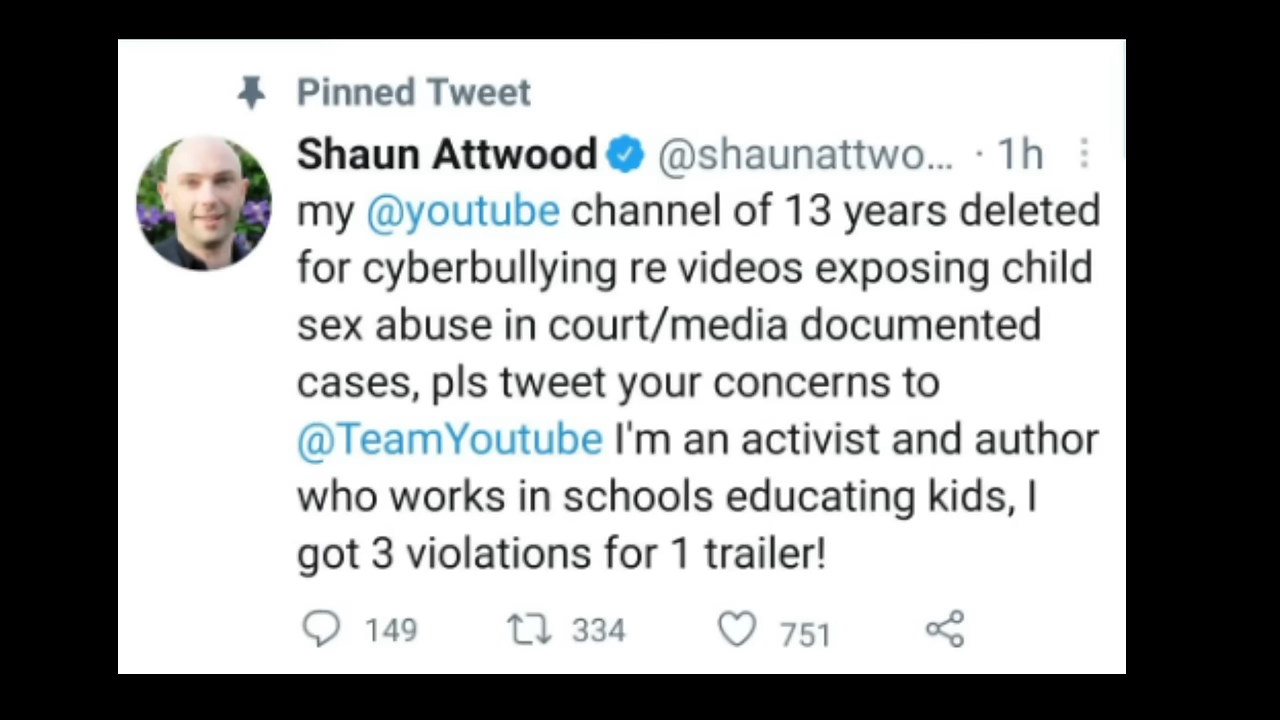 Pinned Tweet
Shaun Attwood @shaunattwo... · 1h
my @youtube channel of 13 years deleted
for cyberbullying re videos exposing child
sex abuse in court/media documented
cases, pls tweet your concerns to
@TeamYoutube I'm an activist and author
who works in schools educating kids, I
got 3 violations for 1 trailer!
149 334 751